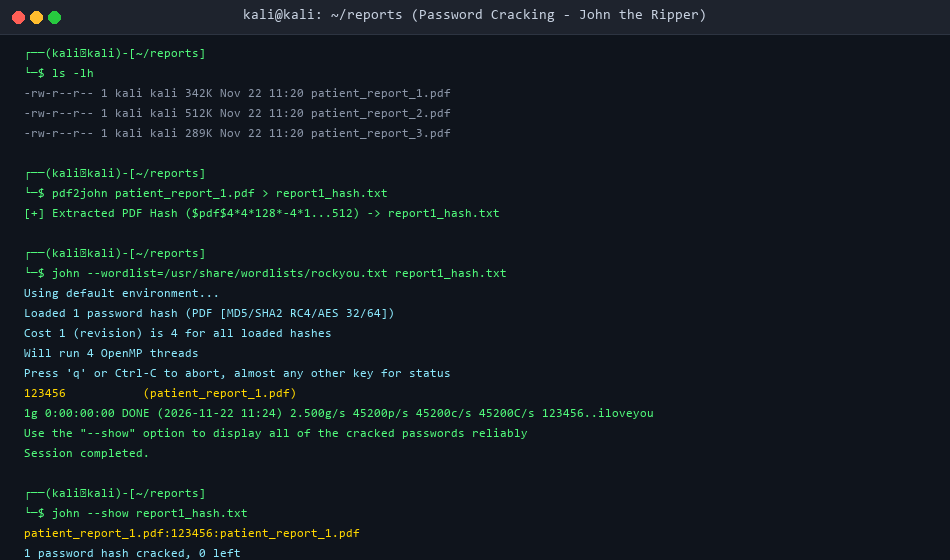 kali@kali: ~/reports (Password Cracking - John the Ripper)
┌──(kali▯kali)-[~/reports]
└─$ ls -lh
-rw-r--r-- 1 kali kali 342K Nov 22 11:20 patient_report_1.pdf
-rw-r--r-- 1 kali kali 512K Nov 22 11:20 patient_report_2.pdf
-rw-r--r-- 1 kali kali 289K Nov 22 11:20 patient_report_3.pdf
┌──(kali▯kali)-[~/reports]
└─$ pdf2john patient_report_1.pdf > report1_hash.txt
[+] Extracted PDF Hash ($pdf$4*4*128*-4*1...512) -> report1_hash.txt
┌──(kali▯kali)-[~/reports]
└─$ john --wordlist=/usr/share/wordlists/rockyou.txt report1_hash.txt
Using default environment...
Loaded 1 password hash (PDF [MD5/SHA2 RC4/AES 32/64])
Cost 1 (revision) is 4 for all loaded hashes
Will run 4 OpenMP threads
Press 'q' or Ctrl-C to abort, almost any other key for status
123456           (patient_report_1.pdf)
1g 0:00:00:00 DONE (2026-11-22 11:24) 2.500g/s 45200p/s 45200c/s 45200C/s 123456..iloveyou
Use the "--show" option to display all of the cracked passwords reliably
Session completed.
┌──(kali▯kali)-[~/reports]
└─$ john --show report1_hash.txt
patient_report_1.pdf:123456:patient_report_1.pdf
1 password hash cracked, 0 left